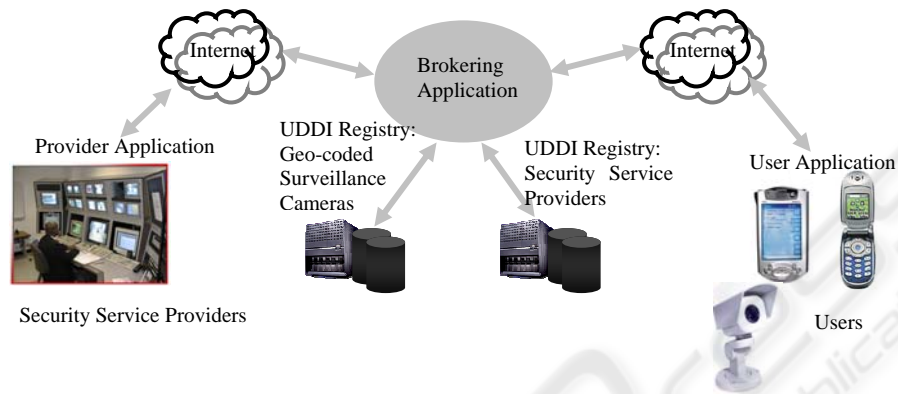 Internet
Internet
Brokering
Application
UDDI Registry:
Geo-coded
Surveillance
Cameras
UDDI Registry:
Security Service
Providers
Provider Application
User Application
Security Service Providers
Users